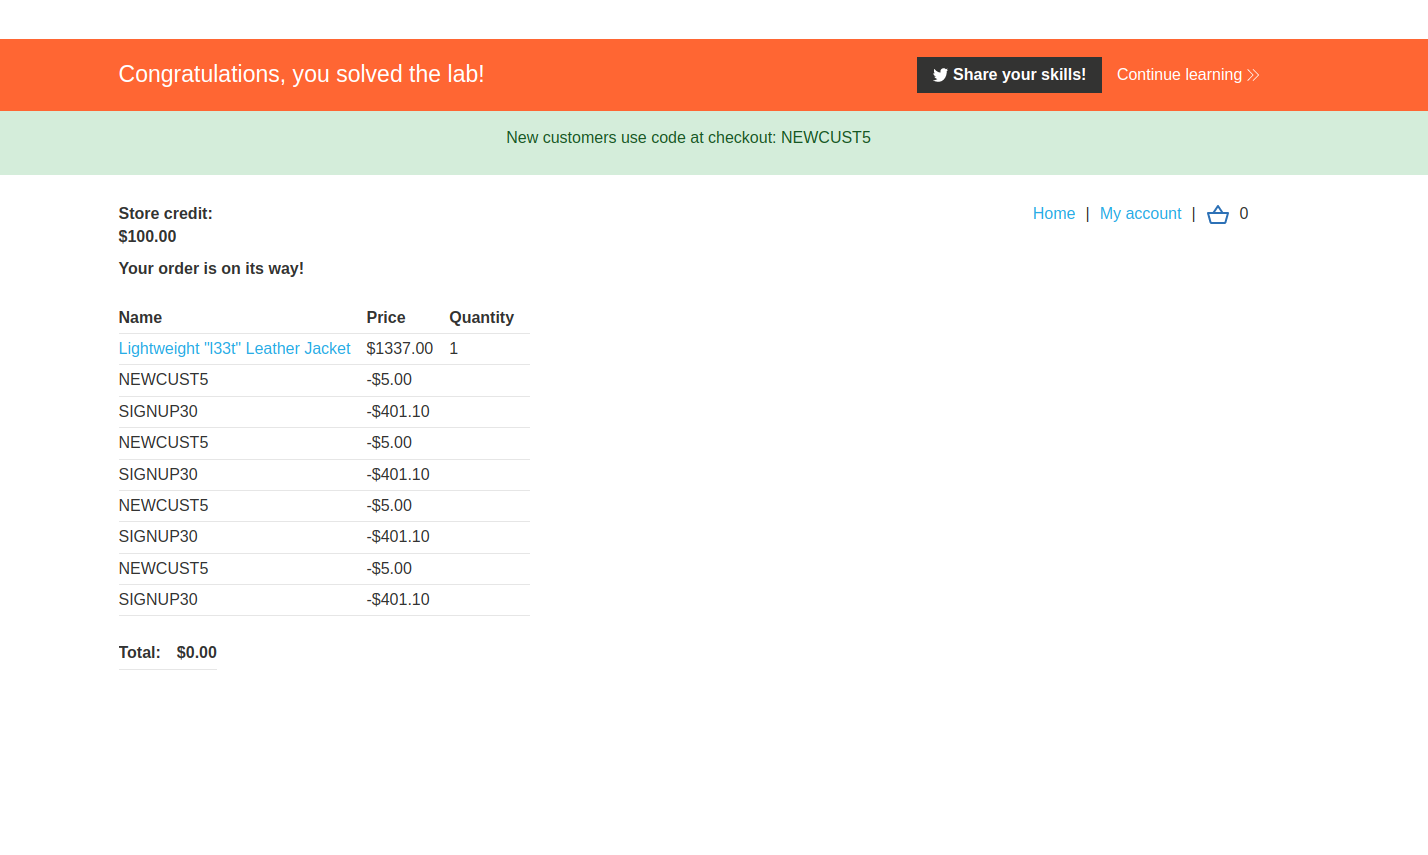 Congratulations, you solved the lab!
Share your skills!
Continue learning
New customers use code at checkout: NEWCUST5
Store credit:
$100.00
Home | My account | 0
Your order is on its way!
Name Price Quantity
Lightweight "l33t" Leather Jacket $1337.00 1
NEWCUST5 -$5.00
SIGNUP30 -$401.10
NEWCUST5 -$5.00
SIGNUP30 -$401.10
NEWCUST5 -$5.00
SIGNUP30 -$401.10
NEWCUST5 -$5.00
SIGNUP30 -$401.10
Total: $0.00